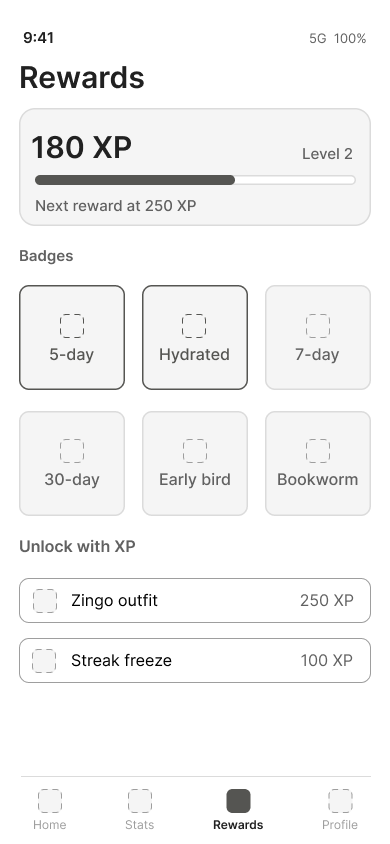 9:41
5G 100%
Rewards
180 XP
Level 2
Next reward at 250 XP
Badges
5-day
Hydrated
7-day
30-day
Early bird
Bookworm
Unlock with XP
Zingo outfit
250 XP
Streak freeze
100 XP
Home
Stats
Rewards
Profile